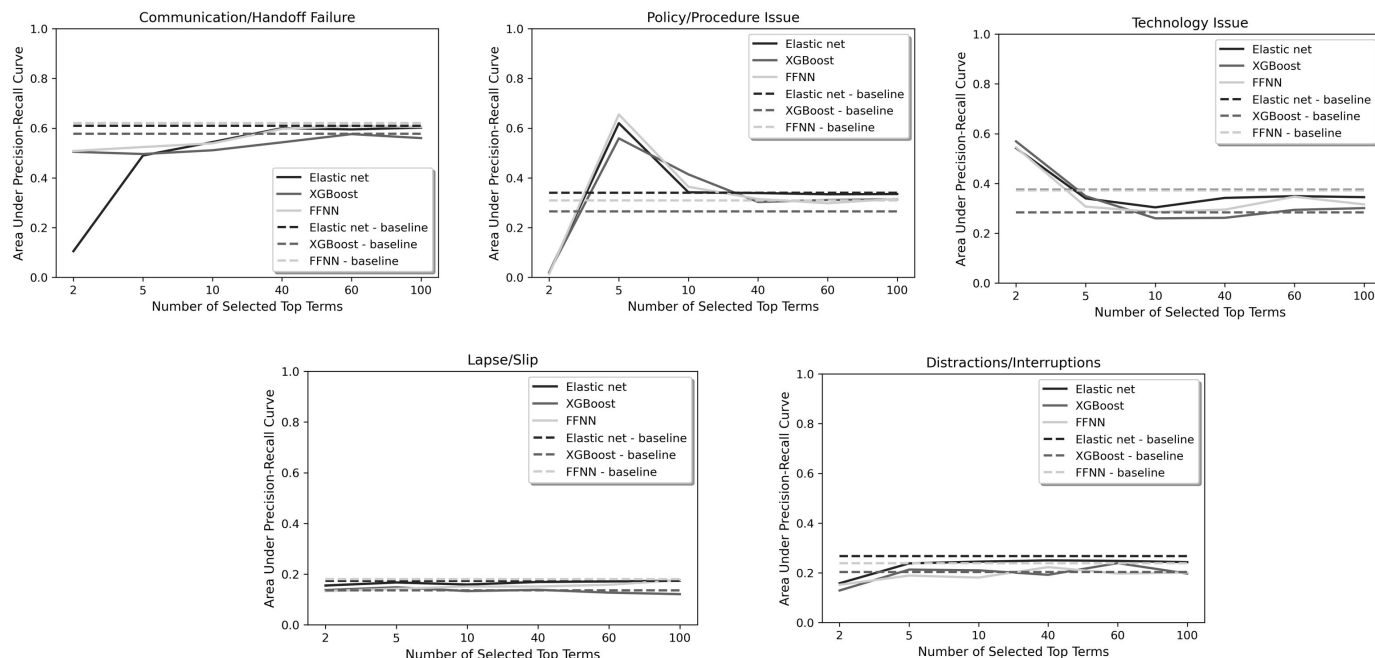 Communication/Handoff Failure
Area Under Precision-Recall Curve
1.0
0.8
0.6
0.4
0.2
0.0
Elastic net
XGBoost
FFNN
Elastic net - baseline
XGBoost - baseline
FFNN - baseline
2 5 10 40 60 100
Number of Selected Top Terms
Policy/Procedure Issue
Area Under Precision-Recall Curve
1.0
0.8
0.6
0.4
0.2
0.0
Elastic net
XGBoost
FFNN
Elastic net - baseline
XGBoost - baseline
FFNN - baseline
2 5 10 40 60 100
Number of Selected Top Terms
Technology Issue
Area Under Precision-Recall Curve
1.0
0.8
0.6
0.4
0.2
0.0
Elastic net
XGBoost
FFNN
Elastic net - baseline
XGBoost - baseline
FFNN - baseline
2 5 10 40 60 100
Number of Selected Top Terms
Lapse/Slip
Area Under Precision-Recall Curve
1.0
0.8
0.6
0.4
0.2
0.0
Elastic net
XGBoost
FFNN
Elastic net - baseline
XGBoost - baseline
FFNN - baseline
2 5 10 40 60 100
Number of Selected Top Terms
Distractions/Interruptions
Area Under Precision-Recall Curve
1.0
0.8
0.6
0.4
0.2
0.0
Elastic net
XGBoost
FFNN
Elastic net - baseline
XGBoost - baseline
FFNN - baseline
2 5 10 40 60 100
Number of Selected Top Terms